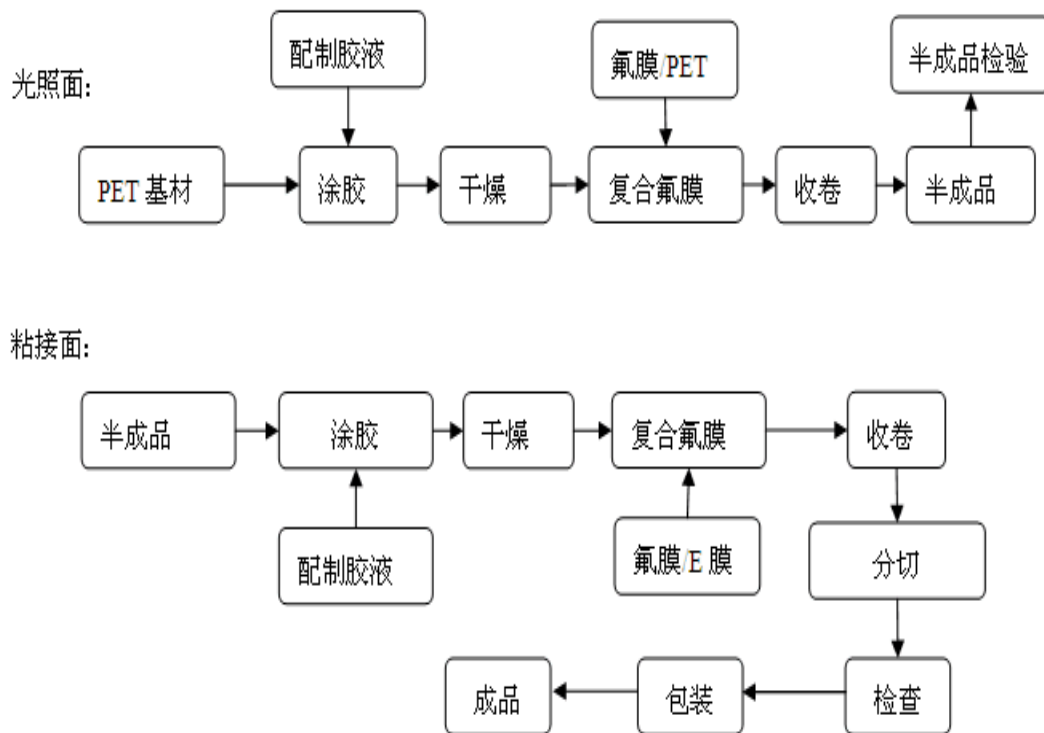 配制胶液
氟膜/PET
半成品检验
光照面：
PET 基材
涂胶
干燥
复合氟膜
收卷
半成品
粘接面：
半成品
涂胶
干燥
复合氟膜
收卷
配制胶液
氟膜/E 膜
分切
成品
包装
检查